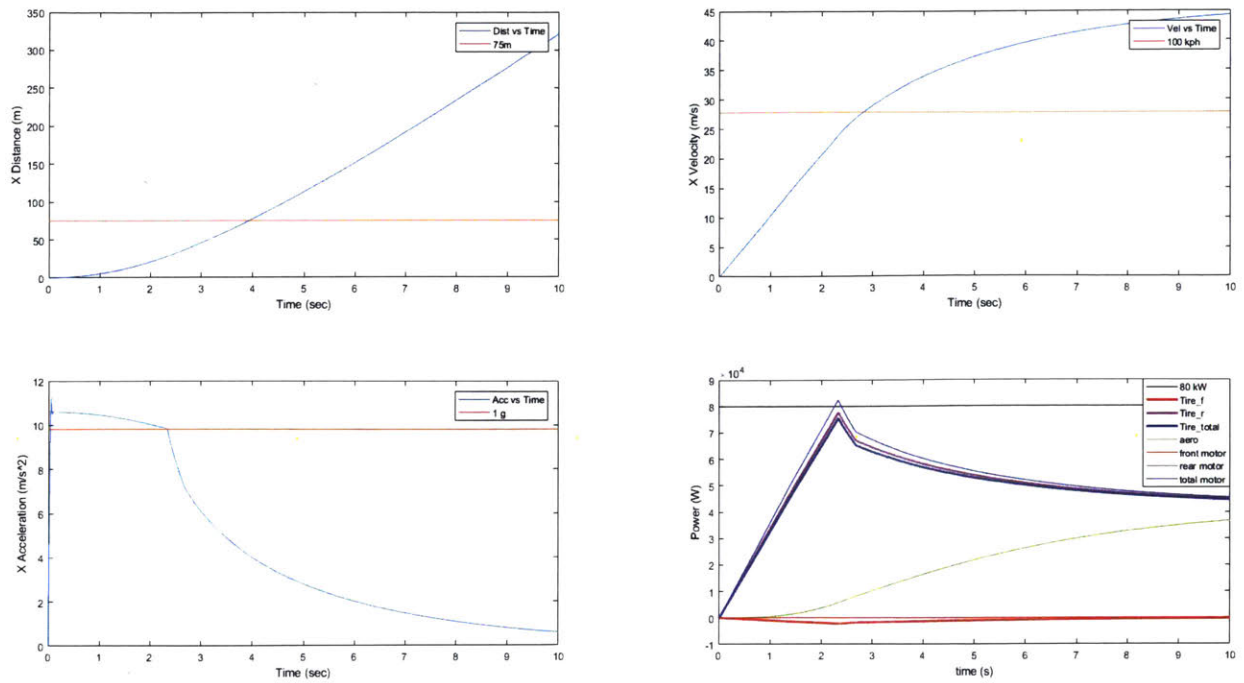 350
300
250
200
150
100
50
0
X Distance (m)
Dist vs Time
75m
0 1 2 3 4 5 6 7 8 9 10
Time (sec)
45
40
35
30
25
20
15
10
5
0
X Velocity (m/s)
Vel vs Time
100 kph
0 1 2 3 4 5 6 7 8 9 10
Time (sec)
12
10
8
6
4
2
0
X Acceleration (m/s^2)
Acc vs Time
1 g
0 1 2 3 4 5 6 7 8 9 10
Time (sec)
10 4
9
8
7
6
5
4
3
2
1
0
-1
Power (W)
80 kW
Tire_f
Tire_r
Tire_total
aero
front motor
rear motor
total motor
0 1 2 3 4 5 6 7 8 9 10
time (s)